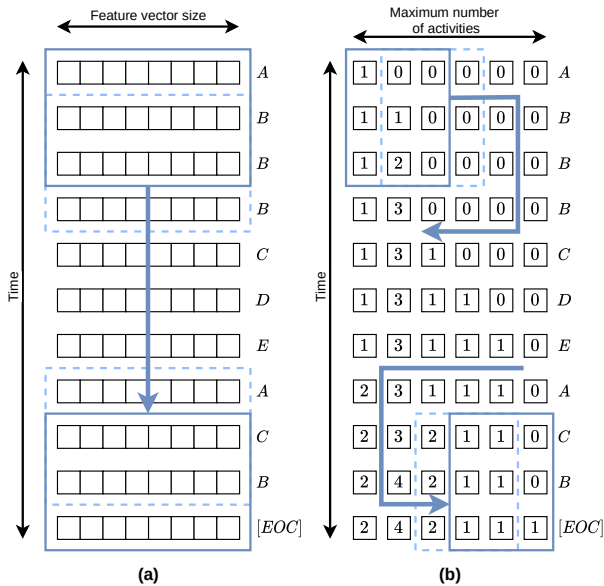 Feature vector size
Maximum number
of activities
Time
A
B
B
B
C
D
E
A
C
B
[EOC]
(a)
Time
1 0 0 0 0 0 A
1 1 0 0 0 0 B
1 2 0 0 0 0 B
1 3 0 0 0 0 B
1 3 1 0 0 0 C
1 3 1 1 0 0 D
1 3 1 1 1 0 E
2 3 1 1 1 0 A
2 3 2 1 1 0 C
2 4 2 1 1 0 B
2 4 2 1 1 1 [EOC]
(b)